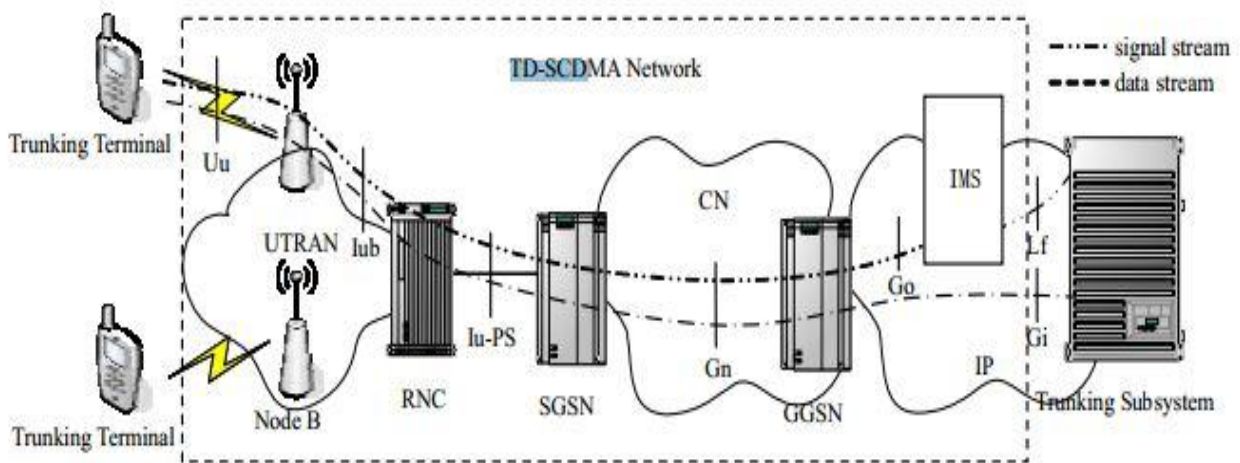 TD-SCDMA Network
signal stream
data stream
Trunking Terminal
Uu
IMS
CN
UTRAN
Iub
Go
Lf
Iu-PS
Gn
Gi
IP
RNC
SGSN
GGSN
Trunking Subsystem
Node B
Trunking Terminal